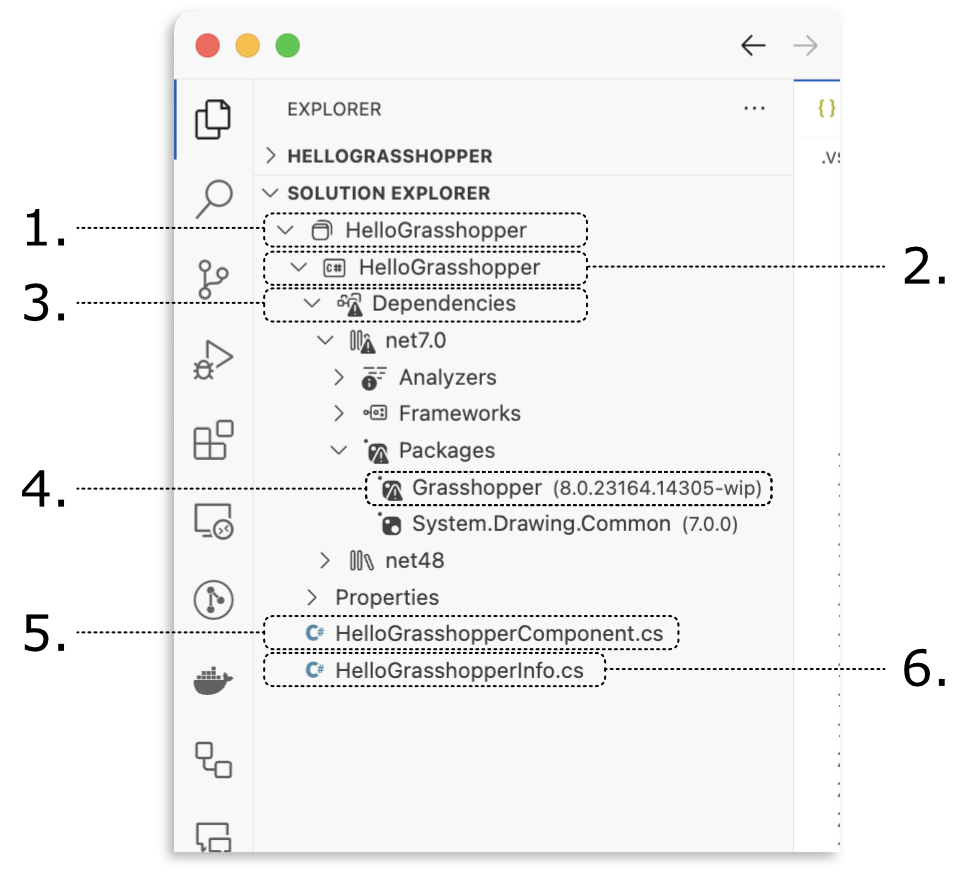 EXPLORER
{}
HELLOGRASSHOPPER
.vs
SOLUTION EXPLORER
1.
HelloGrasshopper
C# HelloGrasshopper
2.
3.
Dependencies
net7.0
Analyzers
Frameworks
Packages
4.
Grasshopper (8.0.23164.14305-wip)
System.Drawing.Common (7.0.0)
net48
Properties
5.
C# HelloGrasshopperComponent.cs
C# HelloGrasshopperInfo.cs
6.